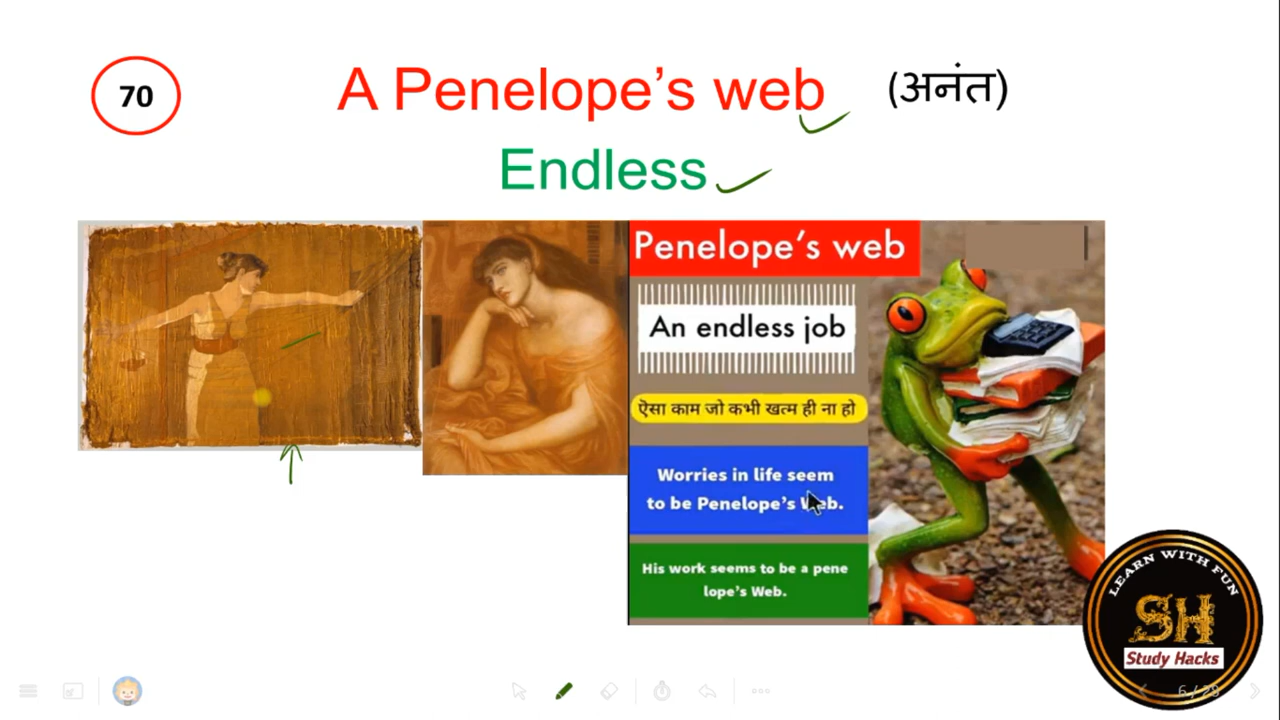 70
A Penelope's web (अनंत)
Endless
Penelope's web
An endless job
ऎसा काम जो कभी खत्म ही ना हो
Worries in life seem
to be Penelope's Web.
His work seems to be a pene
lope's Web.
LEARN WITH FUN
SH
Study Hacks